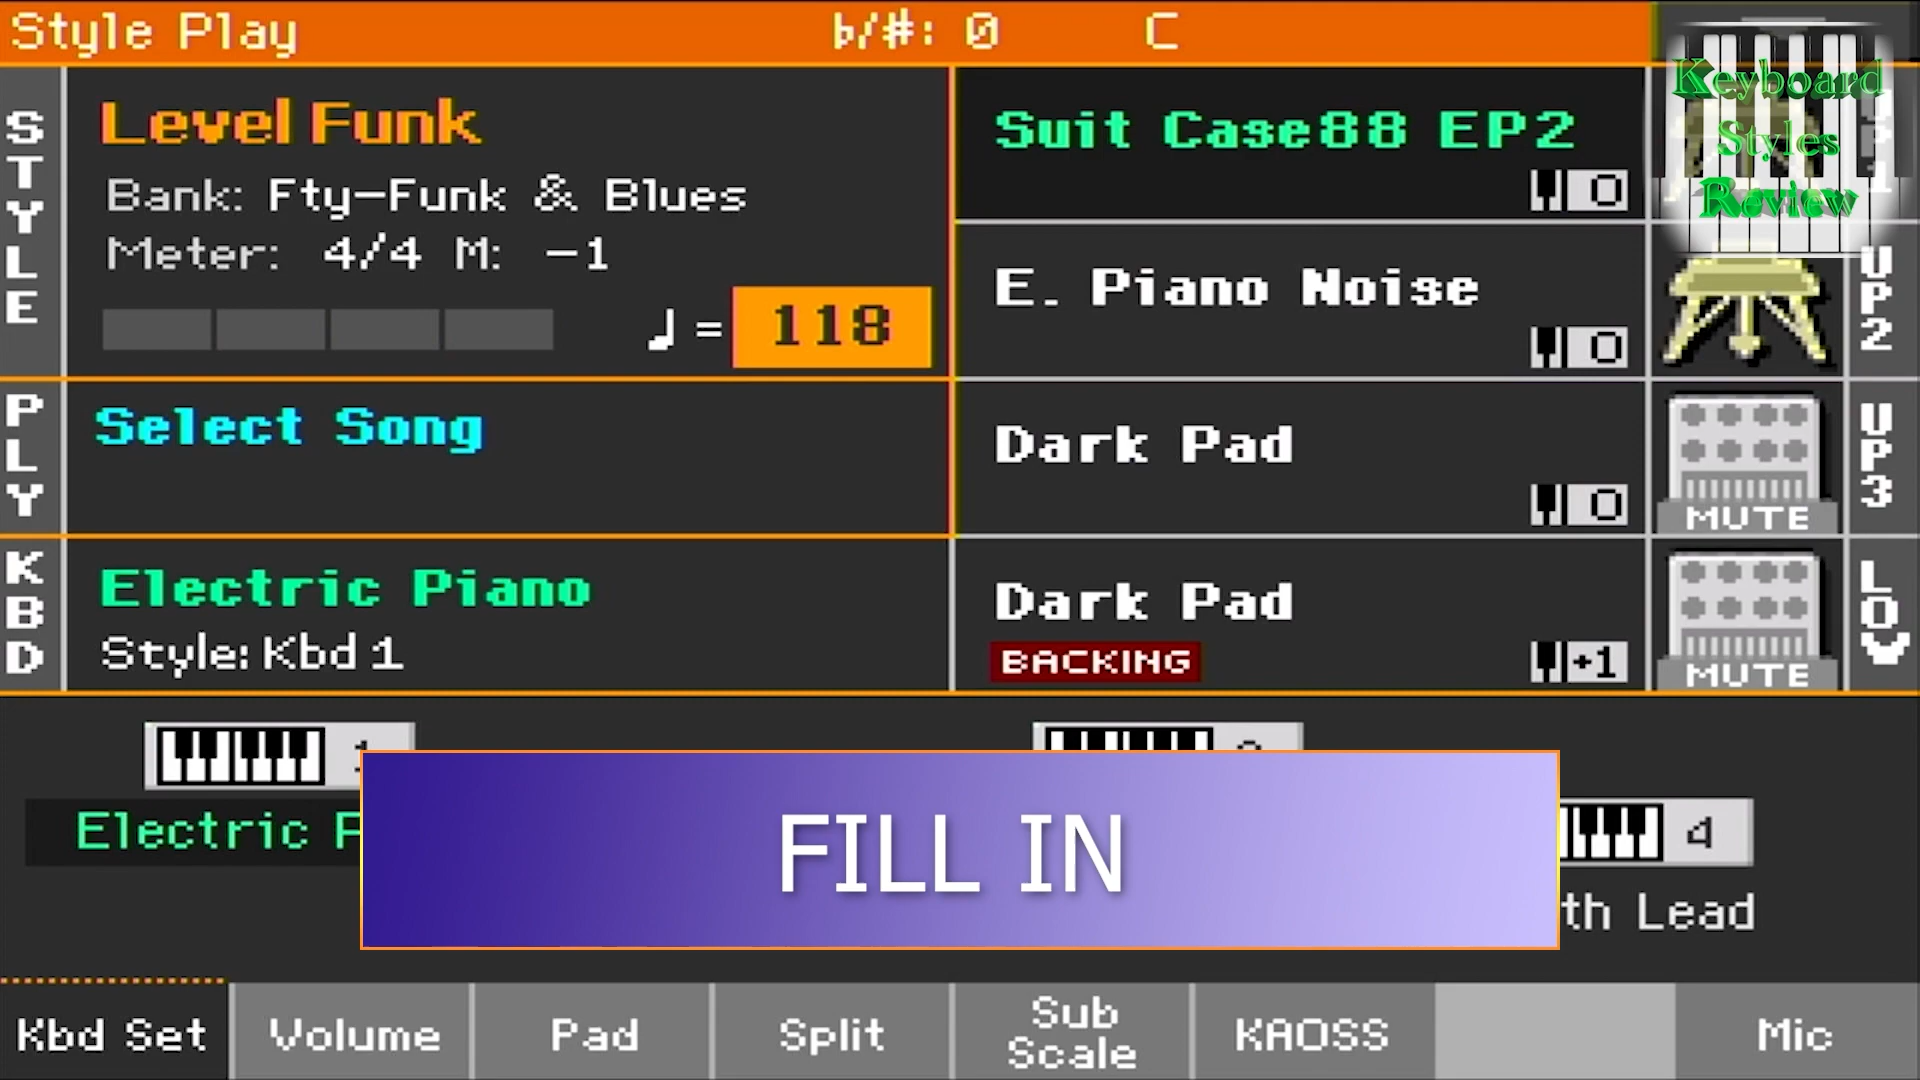 Style Play
♭/#: 0
C
Keyboard
Styles
Review
STYLE
Level Funk
Bank: Fty-Funk & Blues
Meter: 4/4 M: -1
♩ = 118
Suit Case88 EP2
0
E. Piano Noise
0
UP2
PLY
Select Song
Dark Pad
0
MUTE
UP3
KBD
Electric Piano
Style: Kbd 1
Dark Pad
BACKING
+1
MUTE
LOW
Electric
4
FILL IN
Lead
Kbd Set
Volume
Pad
Split
Sub
Scale
KAOSS
Mic